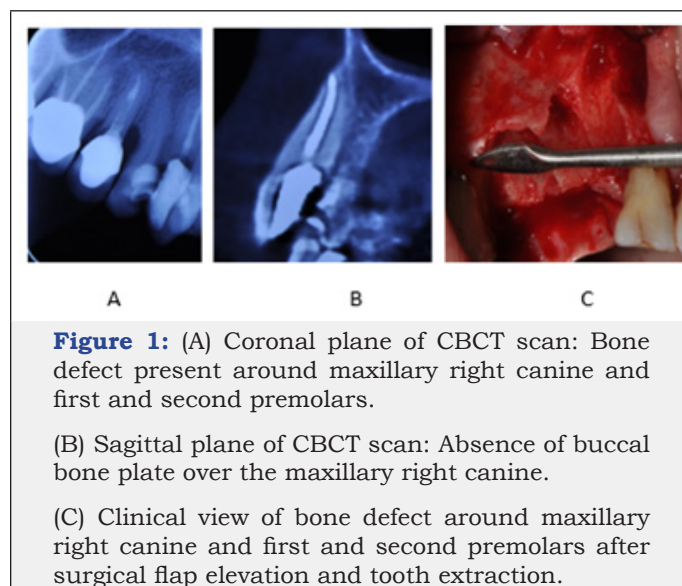 A
B
C
Figure 1: (A) Coronal plane of CBCT scan: Bone
defect present around maxillary right canine and
first and second premolars.
(B) Sagittal plane of CBCT scan: Absence of buccal
bone plate over the maxillary right canine.
(C) Clinical view of bone defect around maxillary
right canine and first and second premolars after
surgical flap elevation and tooth extraction.